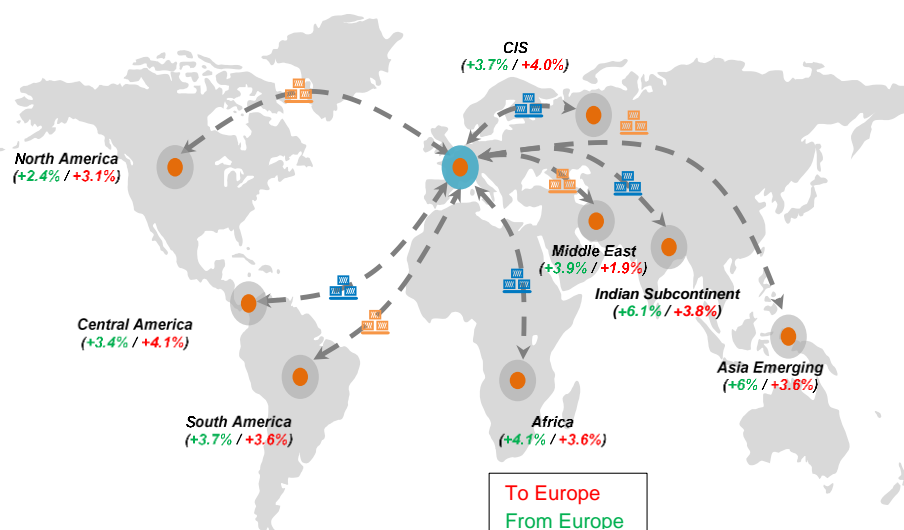 CIS
(+3.7% / +4.0%)
North America
(+2.4% / +3.1%)
Middle East
(+3.9% / +1.9%)
Indian Subcontinent
(+6.1% / +3.8%)
Central America
(+3.4% / +4.1%)
Asia Emerging
(+6% / +3.6%)
South America
(+3.7% / +3.6%)
Africa
(+4.1% / +3.6%)
To Europe
From Europe